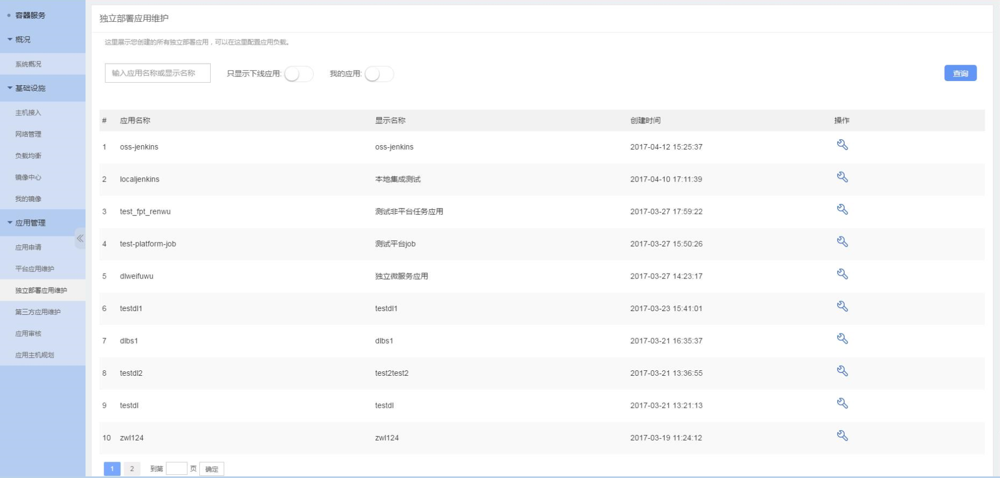 容器服务
概况
系统概况
基础设施
主机接入
网络管理
负载均衡
镜像中心
我的镜像
应用管理
应用申请
平台应用维护
独立部署应用维护
第三方应用维护
应用审核
应用主机规划
独立部署应用维护
这里展示您创建的所有独立部署应用，可以在这里配置应用负载。
输入应用名称或显示名称 只显示下线应用: 我的应用: 查询
# 应用名称 显示名称 创建时间 操作
1 oss-jenkins oss-jenkins 2017-04-12 15:25:37
2 localjenkins 本地集成测试 2017-04-10 17:11:39
3 test_fpt_renwu 测试非平台任务应用 2017-03-27 17:59:22
4 test-platform-job 测试平台job 2017-03-27 15:50:26
5 dlweifuwu 独立微服务应用 2017-03-27 14:23:17
6 testdl1 testdl1 2017-03-23 15:41:01
7 dlbs1 dlbs1 2017-03-21 16:35:37
8 testdl2 test2test2 2017-03-21 13:36:55
9 testdl testdl 2017-03-21 13:21:13
10 zwl124 zwl124 2017-03-19 11:24:12
1 2 到第 页 确定